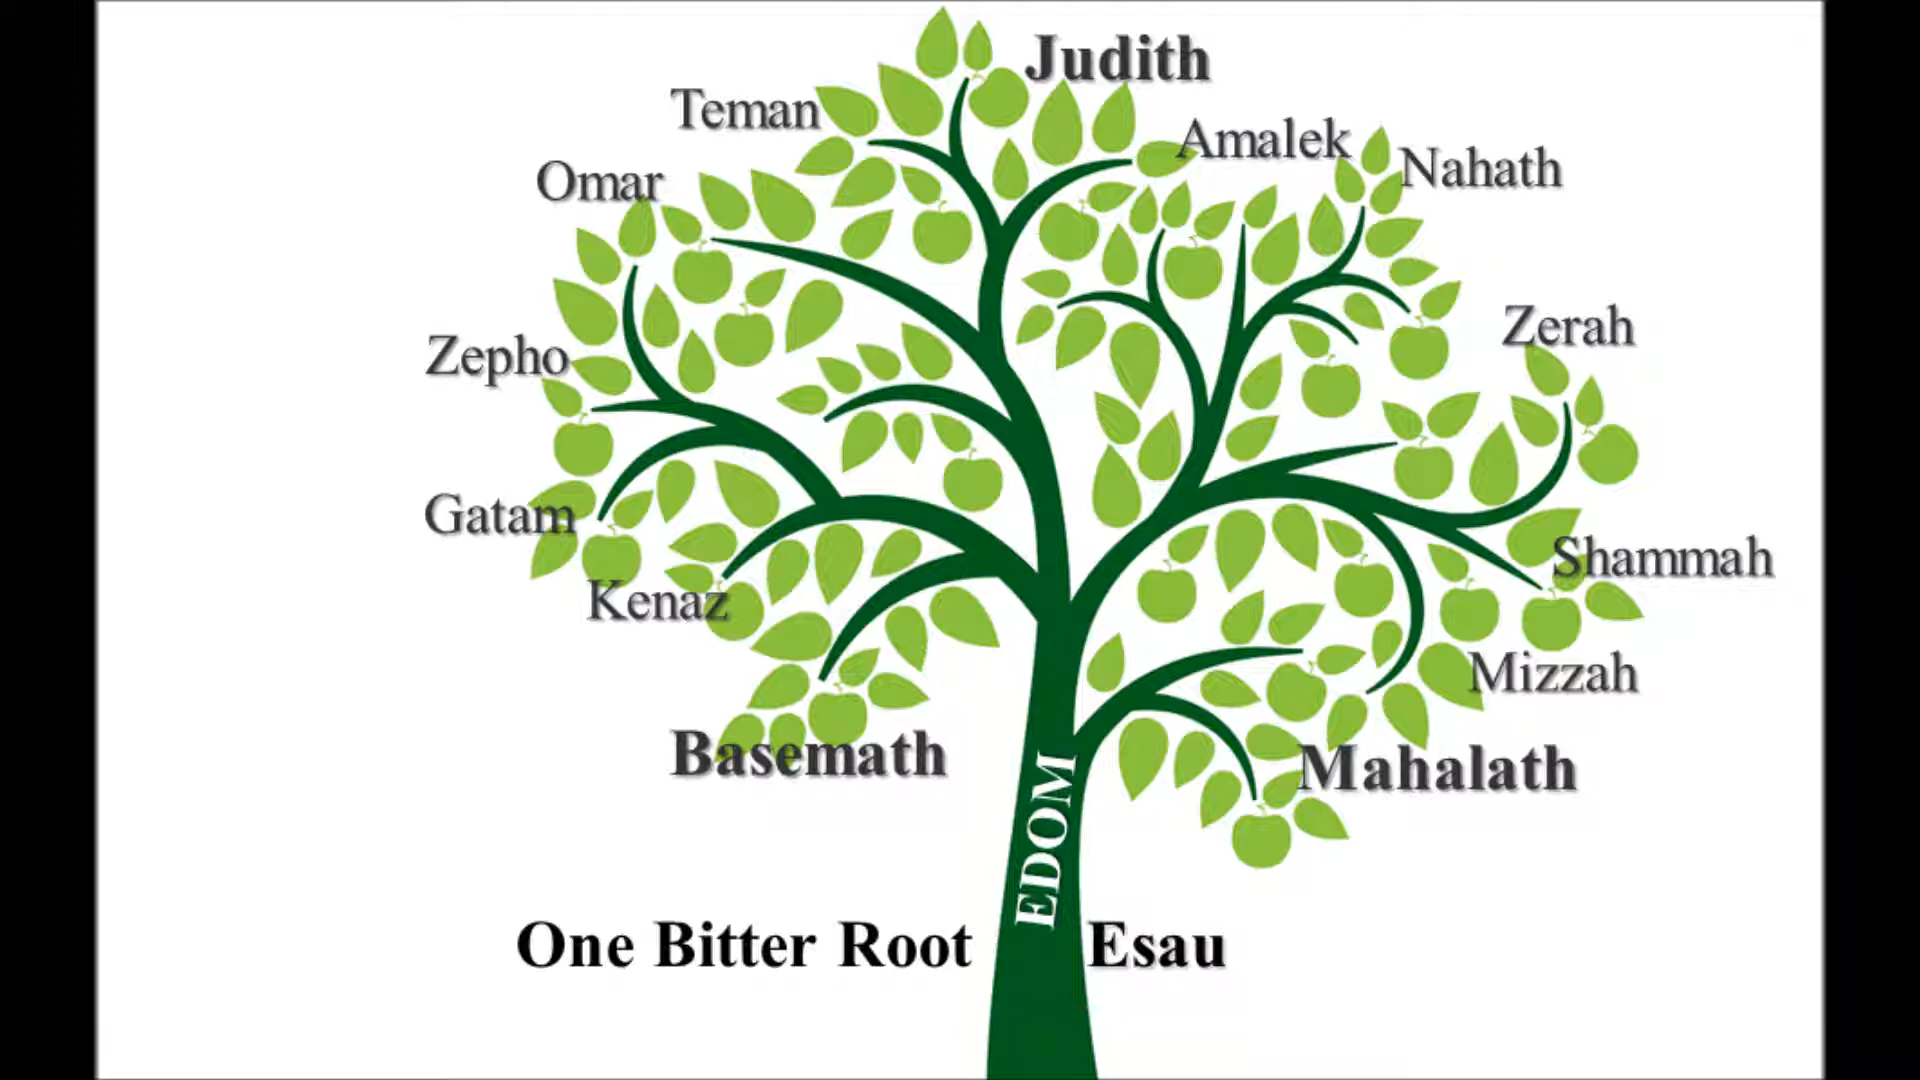 Judith
Teman
Amalek
Nahath
Omar
Zerah
Zepho
Gatam
Shammah
Kenaz
Mizzah
Basemath
Mahalath
EDOM
One Bitter Root Esau